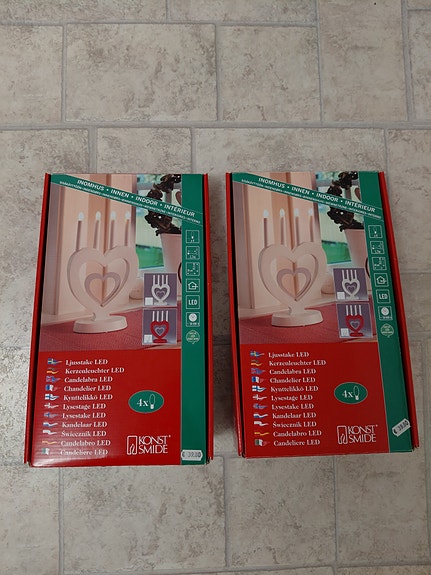 INOMHUS • INNEN • INDOOR • INTERIEUR
LED
Ljusstake LED
Kerzenleuchter LED
Candelabra LED
Chandelier LED
Kynttelikkö LED
Lysestage LED
Lysestake LED
Kandelaar LED
Świecznik LED
Candelabro LED
Candeliere LED
4x
KONST
SMIDE
€ 39.80
INOMHUS • INNEN • INDOOR • INTERIEUR
LED
Ljusstake LED
Kerzenleuchter LED
Candelabra LED
Chandelier LED
Kynttelikkö LED
Lysestage LED
Lysestake LED
Kandelaar LED
Świecznik LED
Candelabro LED
Candeliere LED
4x
KONST
SMIDE